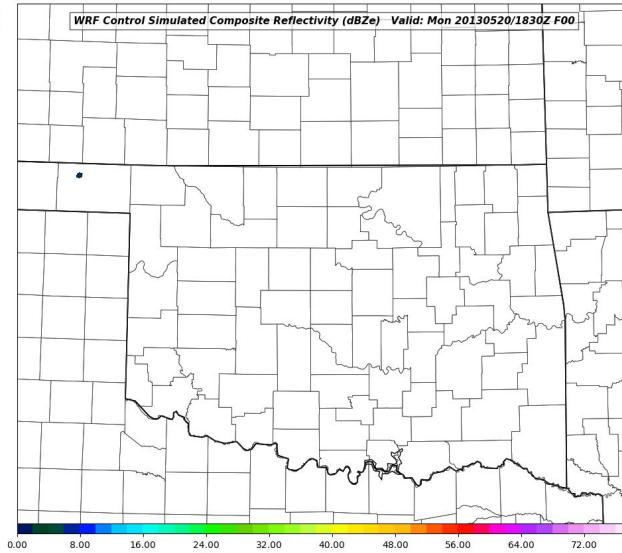 WRF Control Simulated Composite Reflectivity (dBZe)   Valid: Mon 20130520/1830Z F00
0.00 8.00 16.00 24.00 32.00 40.00 48.00 56.00 64.00 72.00